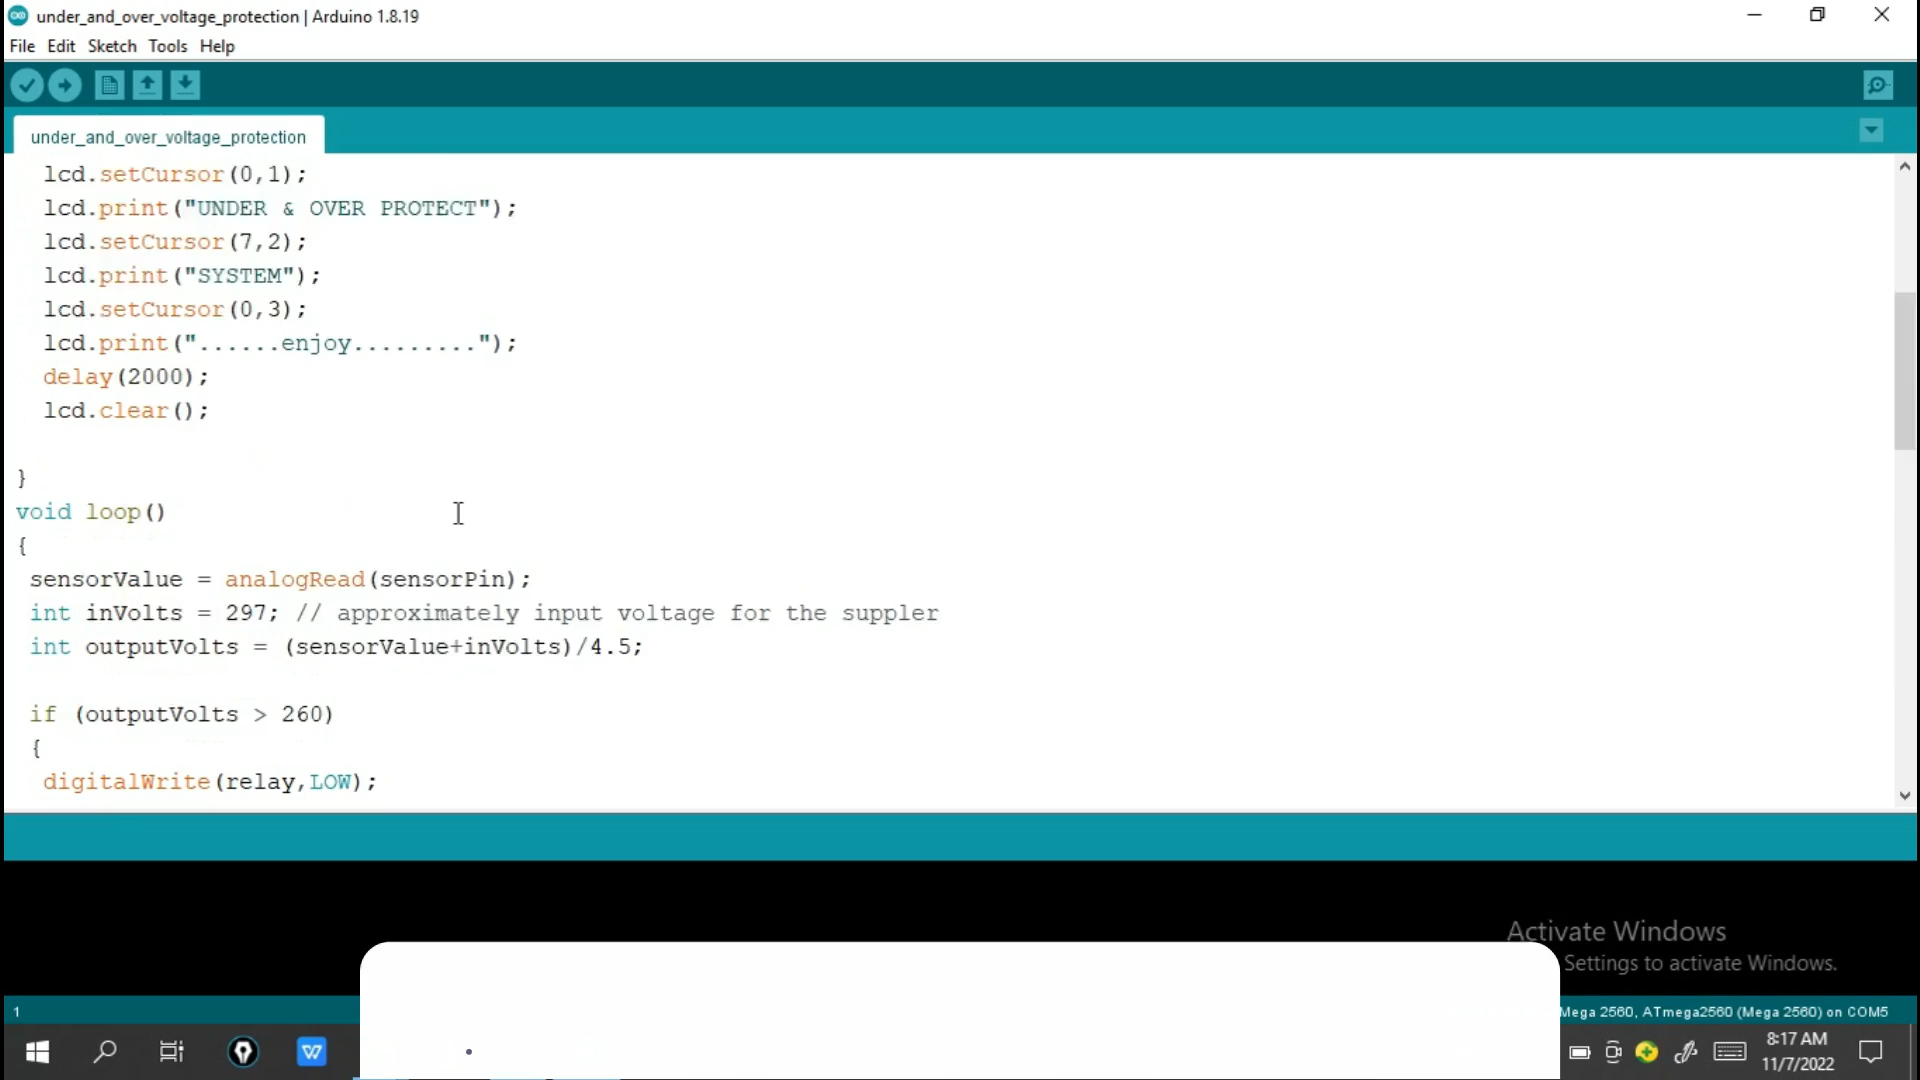 under_and_over_voltage_protection | Arduino 1.8.19
File Edit Sketch Tools Help
under_and_over_voltage_protection
lcd.setCursor(0,1);
lcd.print("UNDER & OVER PROTECT");
lcd.setCursor(7,2);
lcd.print("SYSTEM");
lcd.setCursor(0,3);
lcd.print("......enjoy.........");
delay(2000);
lcd.clear();
}
void loop()
{
sensorValue = analogRead(sensorPin);
int inVolts = 297; // approximately input voltage for the suppler
int outputVolts = (sensorValue+inVolts)/4.5;
if (outputVolts > 260)
{
digitalWrite(relay,LOW);
Activate Windows
Settings to activate Windows.
1
Mega 2560, ATmega2560 (Mega 2560) on COM5
8:17 AM
11/7/2022